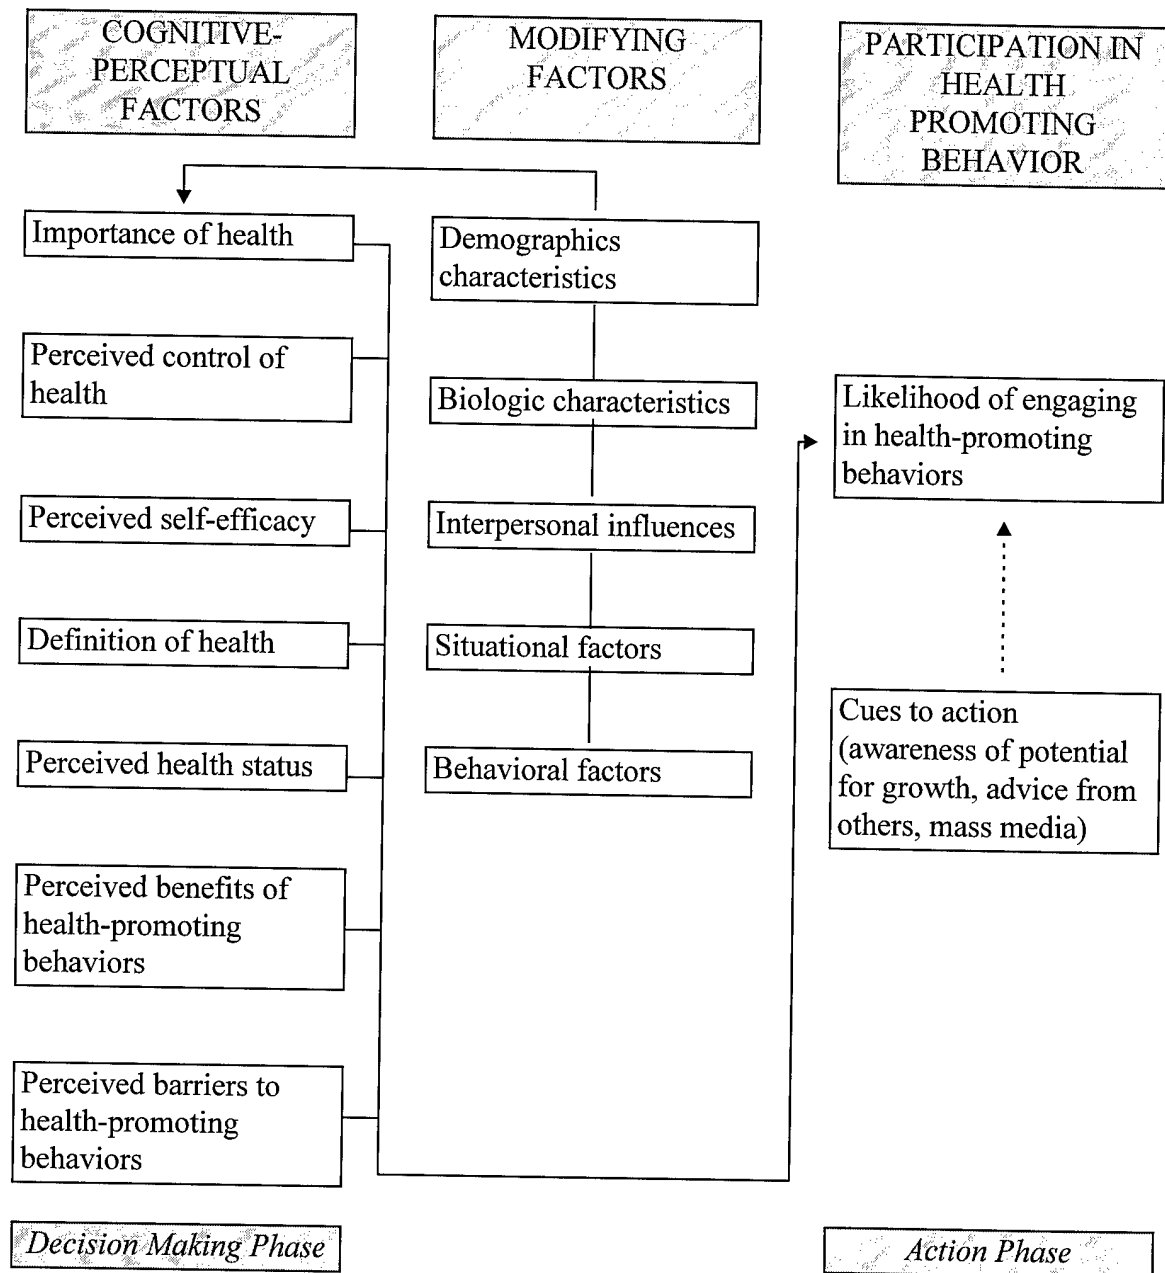 COGNITIVE-
PERCEPTUAL
FACTORS
MODIFYING
FACTORS
PARTICIPATION IN
HEALTH
PROMOTING
BEHAVIOR
Importance of health
Perceived control of
health
Perceived self-efficacy
Definition of health
Perceived health status
Perceived benefits of
health-promoting
behaviors
Perceived barriers to
health-promoting
behaviors
Demographics
characteristics
Biologic characteristics
Interpersonal influences
Situational factors
Behavioral factors
Likelihood of engaging
in health-promoting
behaviors
Cues to action
(awareness of potential
for growth, advice from
others, mass media)
Decision Making Phase
Action Phase